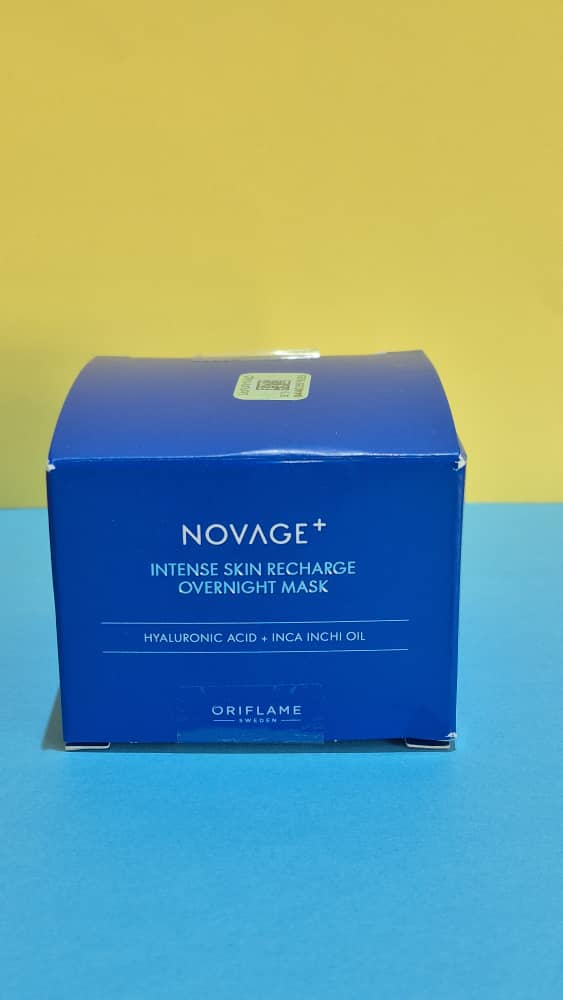 NOVAGE+
INTENSE SKIN RECHARGE
OVERNIGHT MASK
HYALURONIC ACID + INCA INCHI OIL
ORIFLAME
SWEDEN